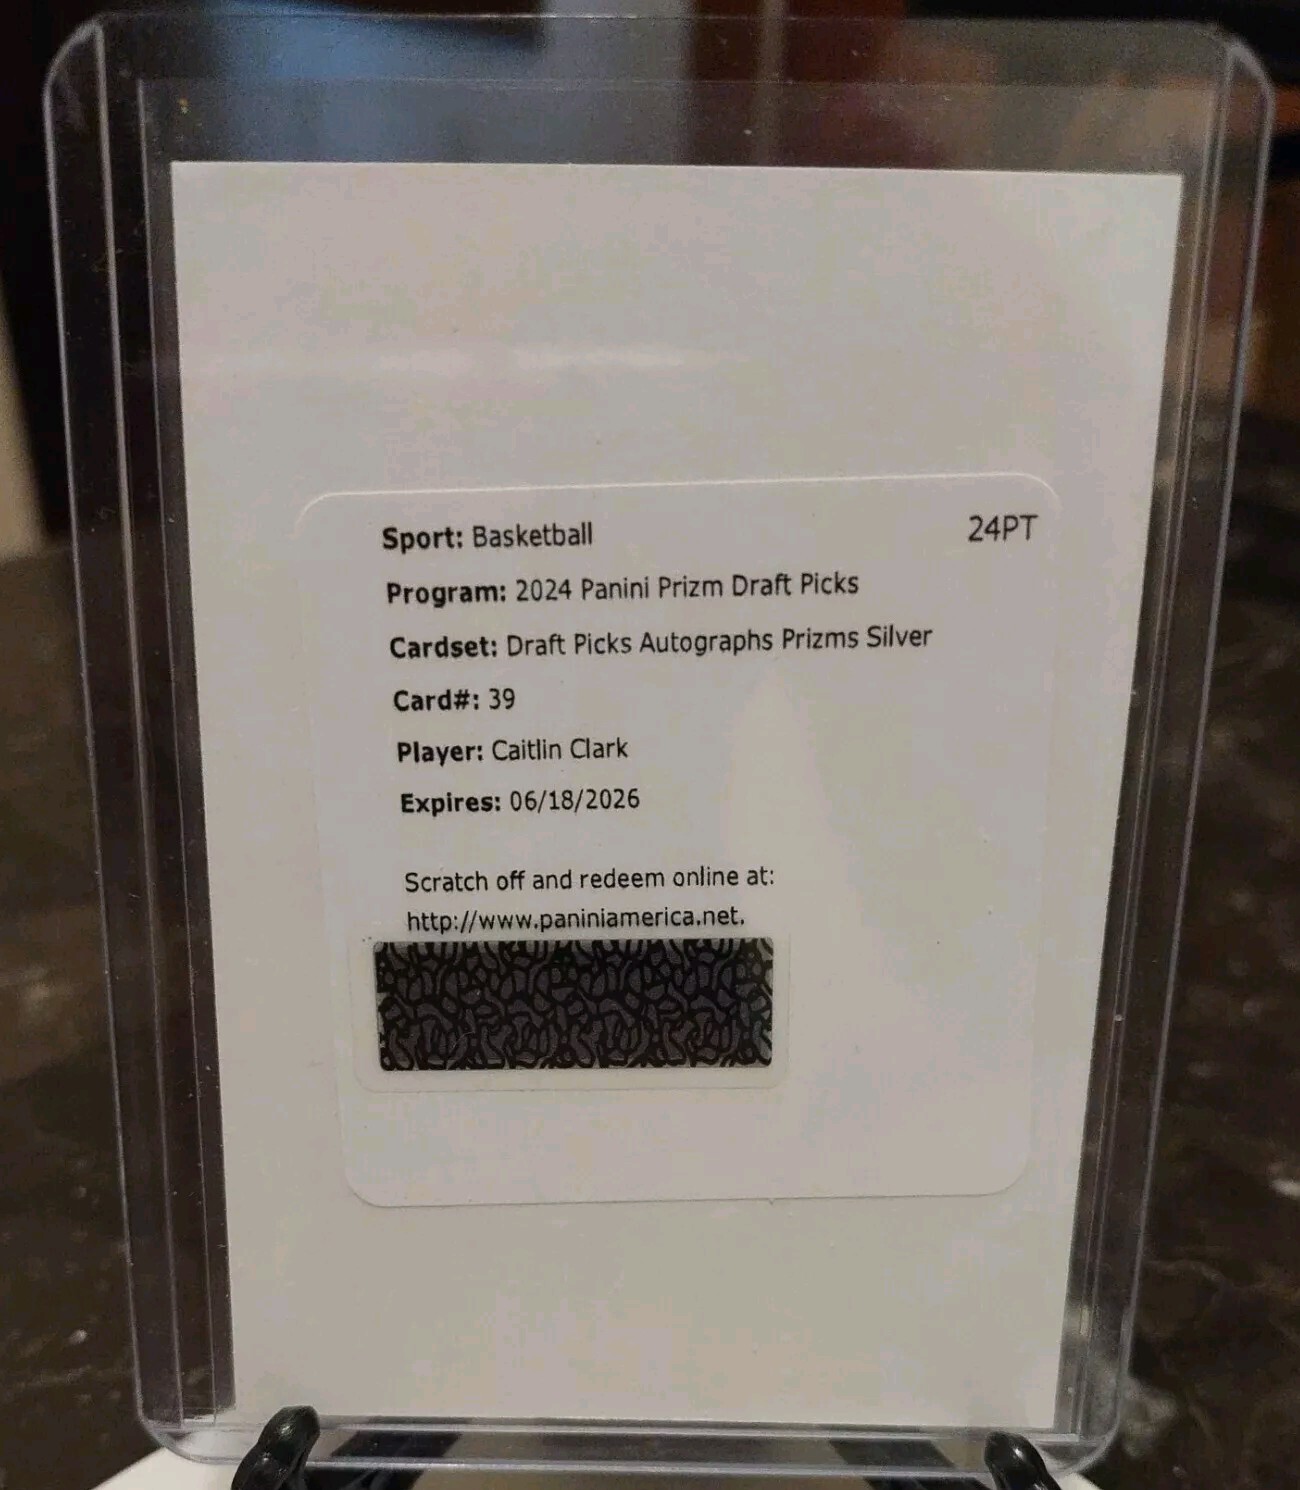 Sport: Basketball 24PT
Program: 2024 Panini Prizm Draft Picks
Cardset: Draft Picks Autographs Prizms Silver
Card#: 39
Player: Caitlin Clark
Expires: 06/18/2026
Scratch off and redeem online at:
http://www.paniniamerica.net.